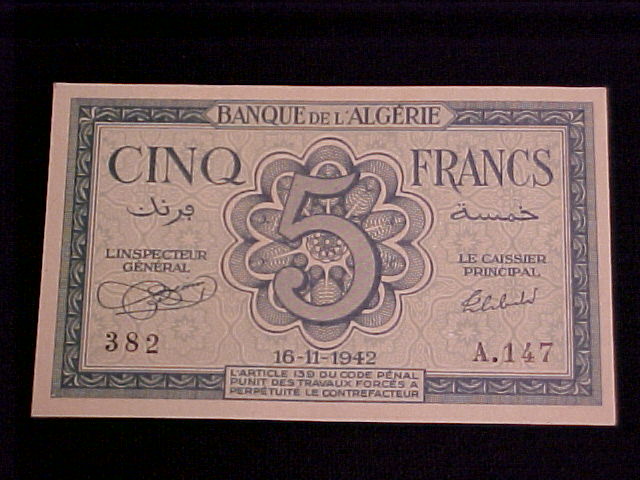 BANQUE DE L'ALGÉRIE
CINQ FRANCS
فرنك خمسة
5
L'INSPECTEUR
GÉNÉRAL
LE CAISSIER
PRINCIPAL
382
16-11-1942
A.147
L'ARTICLE 139 DU CODE PÉNAL
PUNIT DES TRAVAUX FORCÉS A
PERPÉTUITÉ LE CONTREFACTEUR